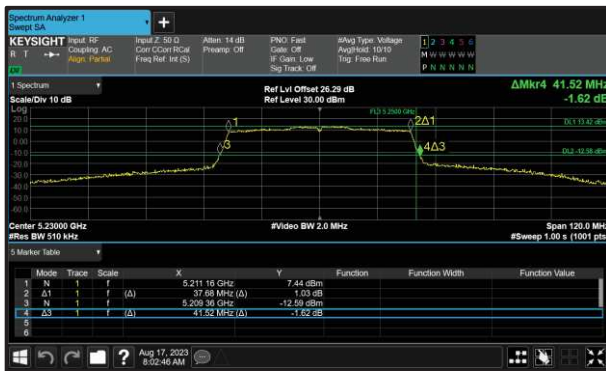 Spectrum Analyzer 1
Swept SA
+
KEYSIGHT Input: RF Input Z: 50 Ω Atten: 14 dB PNO: Fast #Avg Type: Voltage 1 2 3 4 5 6
R T Coupling: AC Corr CCorr RCal Preamp: Off Gate: Off Avg|Hold: 10/10 M W W W W W
Align: Partial Freq Ref: Int (S) IF Gain: Low Trig: Free Run
Sig Track: Off P N N N N N
1 Spectrum Ref Lvl Offset 26.29 dB ΔMkr4 41.52 MHz
Scale/Div 10 dB Ref Level 30.00 dBm -1.62 dB
Log
20.0
10.0
0.00
-10.0
-20.0
-30.0
-40.0
-50.0
-60.0
1
3
2Δ1
4Δ3
DL1 13.42 dBm
DL2 -12.58 dBm
Center 5.23000 GHz #Video BW 2.0 MHz Span 120.0 MHz
#Res BW 510 kHz #Sweep 1.00 s (1001 pts
5 Marker Table
Mode Trace Scale X Y Function Function Width Function Value
1 N 1 f 5.211 16 GHz 7.44 dBm
2 Δ1 1 f (Δ) 37.68 MHz (Δ) 1.03 dB
3 N 1 f 5.209 36 GHz -12.59 dBm
4 Δ3 1 f (Δ) 41.52 MHz (Δ) -1.62 dB
5
6
? Aug 17, 2023
8:02:46 AM